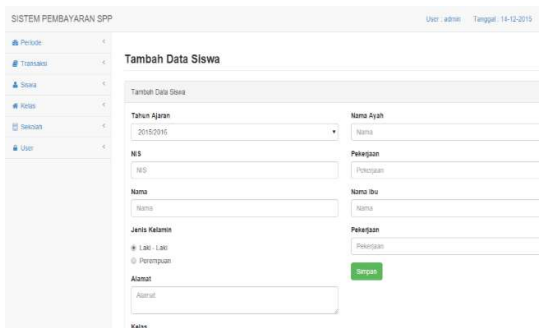 SISTEM PEMBAYARAN SPP
User : admin Tanggal : 14-12-2015
Periode
Transaksi
Siswa
Kelas
Sekolah
User
Tambah Data Siswa
Tambah Data Siswa
Tahun Ajaran
2015/2016
NIS
NIS
Nama
Nama
Jenis Kelamin
Laki - Laki
Perempuan
Alamat
Alamat
Kelas
Nama Ayah
Nama
Pekerjaan
Pekerjaan
Nama Ibu
Nama
Pekerjaan
Pekerjaan
Simpan